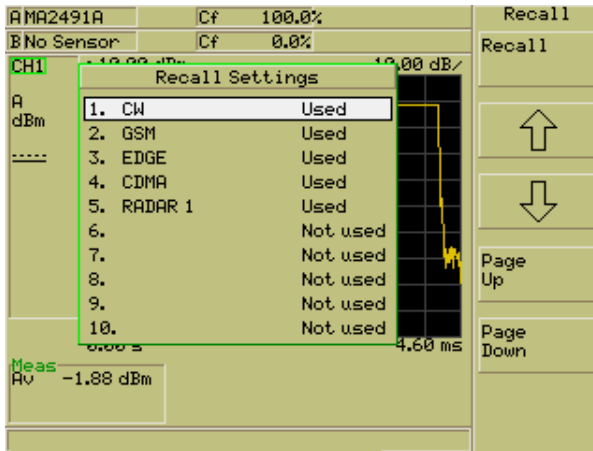 A MA2491A Cf 100.0%
B No Sensor Cf 0.0%
CH1
A
dBm
-----
Recall Settings
1. CW Used
2. GSM Used
3. EDGE Used
4. CDMA Used
5. RADAR 1 Used
6. Not used
7. Not used
8. Not used
9. Not used
10. Not used
4.60 ms
Meas
Av -1.88 dBm
Recall
Recall
Page
Up
Page
Down